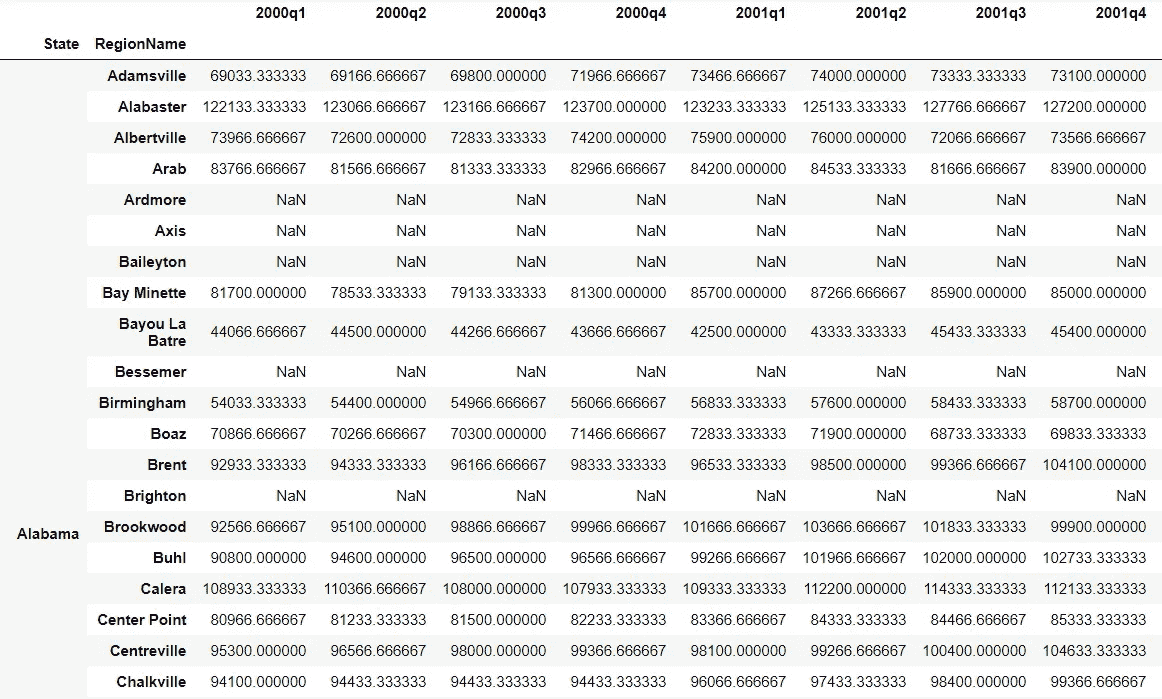 2000q1 2000q2 2000q3 2000q4 2001q1 2001q2 2001q3 2001q4
State RegionName
Adamsville 69033.333333 69166.666667 69800.000000 71966.666667 73466.666667 74000.000000 73333.333333 73100.000000
Alabaster 122133.333333 123066.666667 123166.666667 123700.000000 123233.333333 125133.333333 127766.666667 127200.000000
Albertville 73966.666667 72600.000000 72833.333333 74200.000000 75900.000000 76000.000000 72066.666667 73566.666667
Arab 83766.666667 81566.666667 81333.333333 82966.666667 84200.000000 84533.333333 81666.666667 83900.000000
Ardmore NaN NaN NaN NaN NaN NaN NaN NaN
Axis NaN NaN NaN NaN NaN NaN NaN NaN
Baileyton NaN NaN NaN NaN NaN NaN NaN NaN
Bay Minette 81700.000000 78533.333333 79133.333333 81300.000000 85700.000000 87266.666667 85900.000000 85000.000000
Bayou La
Batre 44066.666667 44500.000000 44266.666667 43666.666667 42500.000000 43333.333333 45433.333333 45400.000000
Bessemer NaN NaN NaN NaN NaN NaN NaN NaN
Birmingham 54033.333333 54400.000000 54966.666667 56066.666667 56833.333333 57600.000000 58433.333333 58700.000000
Boaz 70866.666667 70266.666667 70300.000000 71466.666667 72833.333333 71900.000000 68733.333333 69833.333333
Brent 92933.333333 94333.333333 96166.666667 98333.333333 96533.333333 98500.000000 99366.666667 104100.000000
Brighton NaN NaN NaN NaN NaN NaN NaN NaN
Alabama Brookwood 92566.666667 95100.000000 98866.666667 99966.666667 101666.666667 103666.666667 101833.333333 99900.000000
Buhl 90800.000000 94600.000000 96500.000000 96566.666667 99266.666667 101966.666667 102000.000000 102733.333333
Calera 108933.333333 110366.666667 108000.000000 107933.333333 109333.333333 112200.000000 114333.333333 112133.333333
Center Point 80966.666667 81233.333333 81500.000000 82233.333333 83366.666667 84333.333333 84466.666667 85333.333333
Centreville 95300.000000 96566.666667 98000.000000 99366.666667 98100.000000 99266.666667 100400.000000 104633.333333
Chalkville 94100.000000 94433.333333 94433.333333 94433.333333 96066.666667 97433.333333 98400.000000 99366.666667